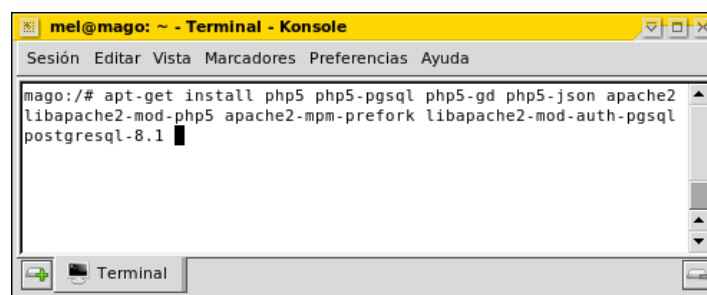 mel@mago: ~ - Terminal - Konsole
Sesión Editar Vista Marcadores Preferencias Ayuda
mago:/# apt-get install php5 php5-pgsql php5-gd php5-json apache2
libapache2-mod-php5 apache2-mpm-prefork libapache2-mod-auth-pgsql
postgresql-8.1
Terminal